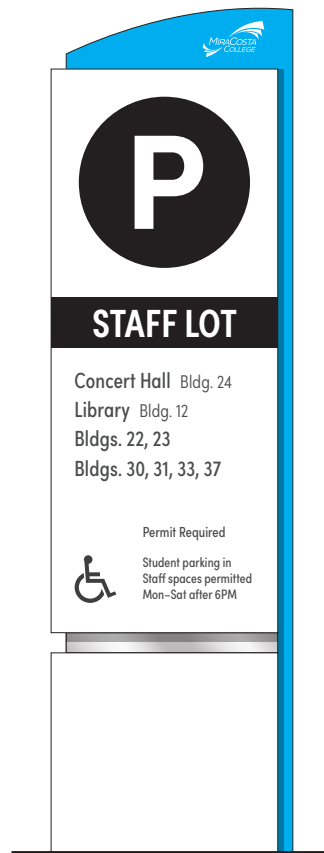 MiraCosta
College
P
STAFF LOT
Concert Hall Bldg. 24
Library Bldg. 12
Bldgs. 22, 23
Bldgs. 30, 31, 33, 37
Permit Required
Student parking in
Staff spaces permitted
Mon–Sat after 6PM